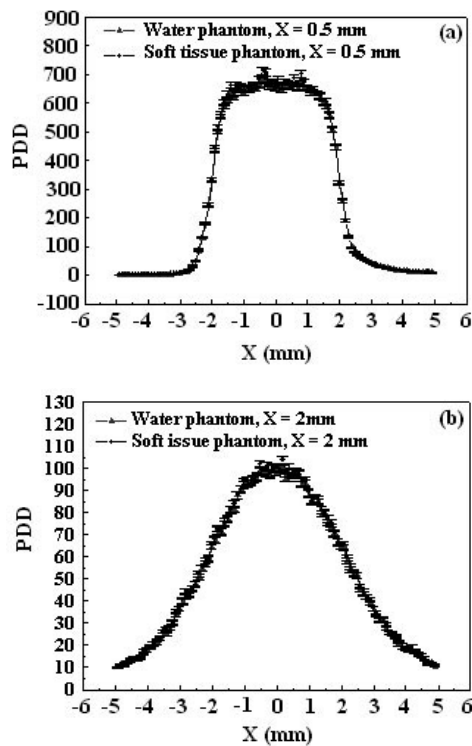 Water phantom, X = 0.5 mm
Soft tissue phantom, X = 0.5 mm
(a)
900
800
700
600
500
400
300
200
100
0
-100
PDD
-6 -5 -4 -3 -2 -1 0 1 2 3 4 5 6
X (mm)
Water phantom, X = 2mm
Soft issue phantom, X = 2 mm
(b)
130
120
110
100
90
80
70
60
50
40
30
20
10
0
PDD
-6 -5 -4 -3 -2 -1 0 1 2 3 4 5 6
X (mm)